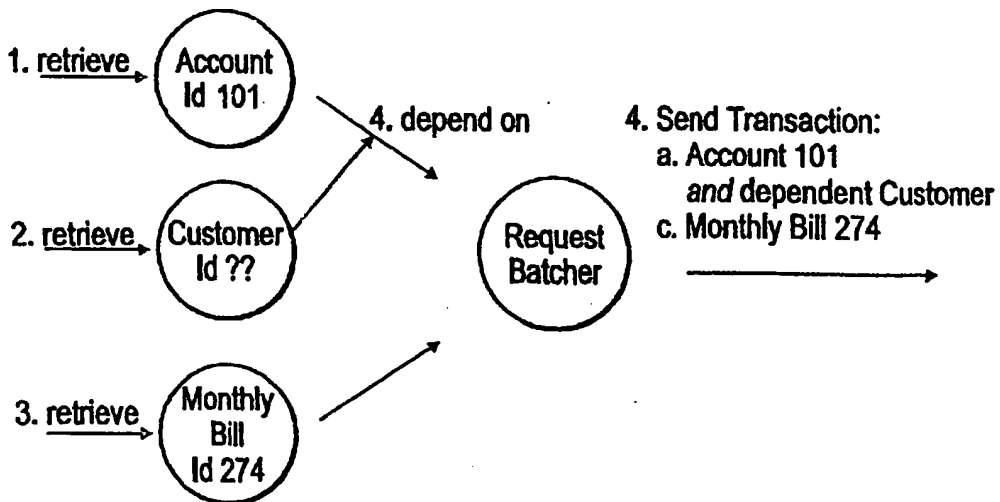 1. retrieve
Account
Id 101
4. depend on
4. Send Transaction:
a. Account 101
and dependent Customer
c. Monthly Bill 274
2. retrieve
Customer
Id ??
Request
Batcher
3. retrieve
Monthly
Bill
Id 274